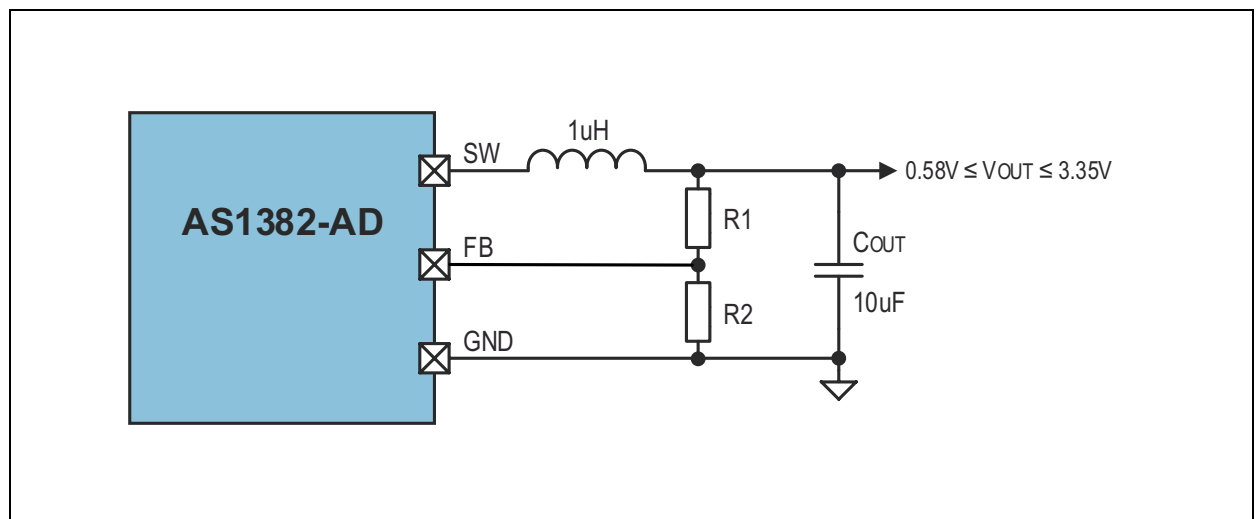 1uH
SW
0.58V ≤ VOUT ≤ 3.35V
AS1382-AD
R1
FB
COUT
10uF
R2
GND